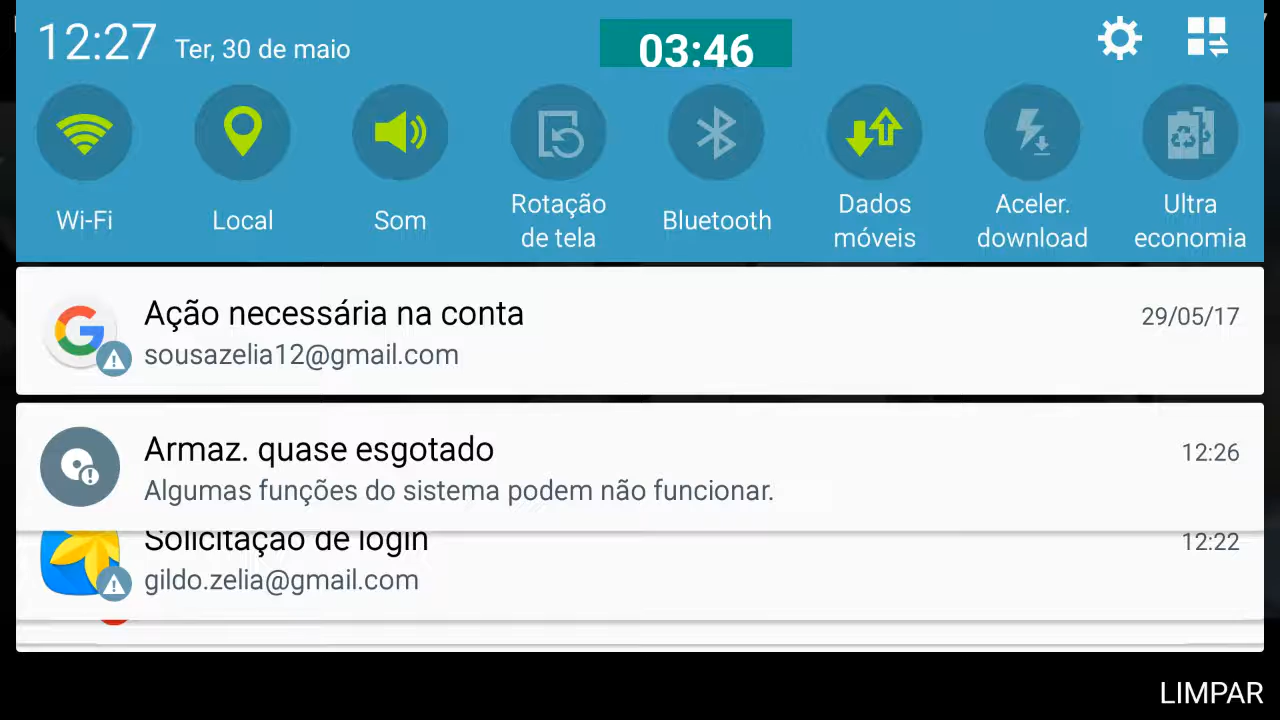 12:27 Ter, 30 de maio
03:46
Wi-Fi
Local
Som
Rotação
de tela
Bluetooth
Dados
móveis
Aceler.
download
Ultra
economia
Ação necessária na conta
29/05/17
sousazelia12@gmail.com
Armaz. quase esgotado
12:26
Algumas funções do sistema podem não funcionar.
Solicitação de login
12:22
gildo.zelia@gmail.com
LIMPAR